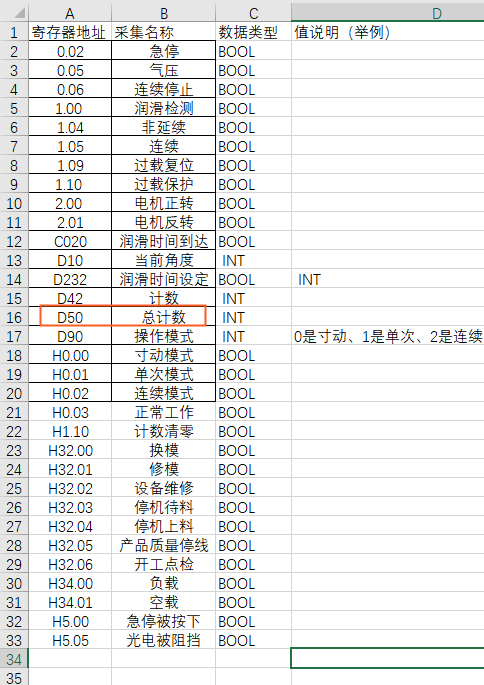 A B C D
1 寄存器地址 采集名称 数据类型 值说明（举例）
2 0.02 急停 BOOL
3 0.05 气压 BOOL
4 0.06 连续停止 BOOL
5 1.00 润滑检测 BOOL
6 1.04 非延续 BOOL
7 1.05 连续 BOOL
8 1.09 过载复位 BOOL
9 1.10 过载保护 BOOL
10 2.00 电机正转 BOOL
11 2.01 电机反转 BOOL
12 C020 润滑时间到达 BOOL
13 D10 当前角度 INT
14 D232 润滑时间设定 BOOL INT
15 D42 计数 INT
16 D50 总计数 INT
17 D90 操作模式 INT 0是寸动、1是单次、2是连续
18 H0.00 寸动模式 BOOL
19 H0.01 单次模式 BOOL
20 H0.02 连续模式 BOOL
21 H0.03 正常工作 BOOL
22 H1.10 计数清零 BOOL
23 H32.00 换模 BOOL
24 H32.01 修模 BOOL
25 H32.02 设备维修 BOOL
26 H32.03 停机待料 BOOL
27 H32.04 停机上料 BOOL
28 H32.05 产品质量停线 BOOL
29 H32.06 开工点检 BOOL
30 H34.00 负载 BOOL
31 H34.01 空载 BOOL
32 H5.00 急停被按下 BOOL
33 H5.05 光电被阻挡 BOOL
34
35